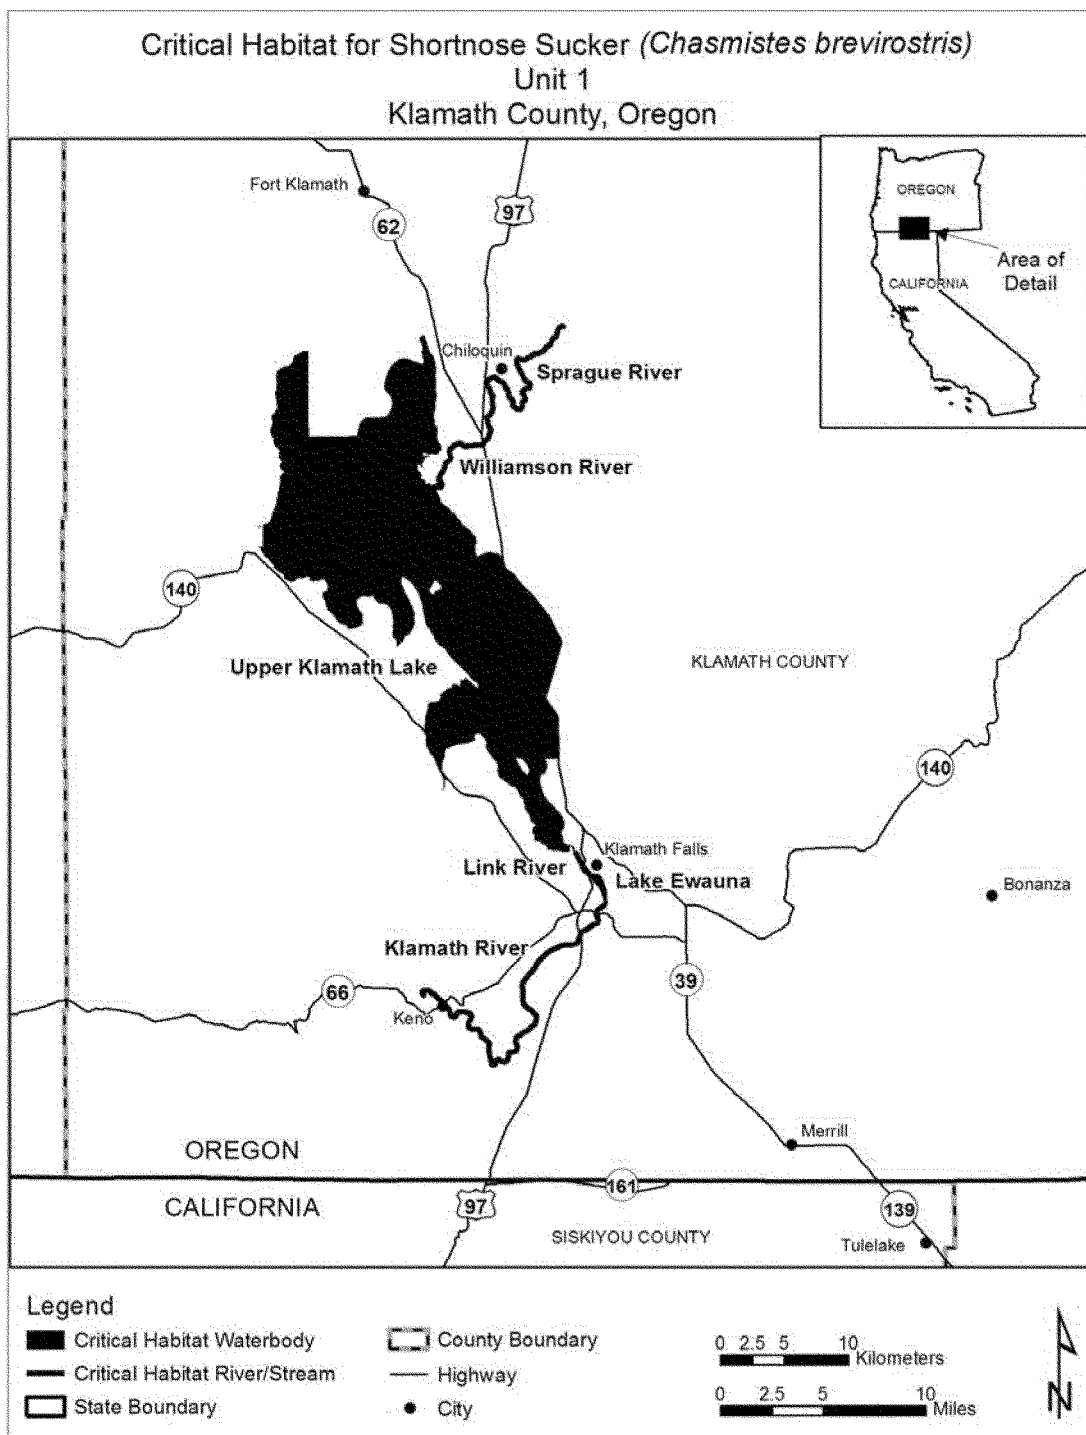 Critical Habitat for Shortnose Sucker (Chasmistes brevirostris)
Unit 1
Klamath County, Oregon
Fort Klamath
62
97
OREGON
CALIFORNIA
Area of
Detail
Chiloquin
Sprague River
Williamson River
140
Upper Klamath Lake
KLAMATH COUNTY
140
Klamath Falls
Link River
Lake Ewauna
Bonanza
Klamath River
66
39
Keno
Merrill
OREGON
CALIFORNIA
97
161
139
SISKIYOU COUNTY
Tulelake
Legend
Critical Habitat Waterbody
Critical Habitat River/Stream
State Boundary
County Boundary
Highway
City
0 2.5 5 10
Kilometers
0 2.5 5 10
Miles
N